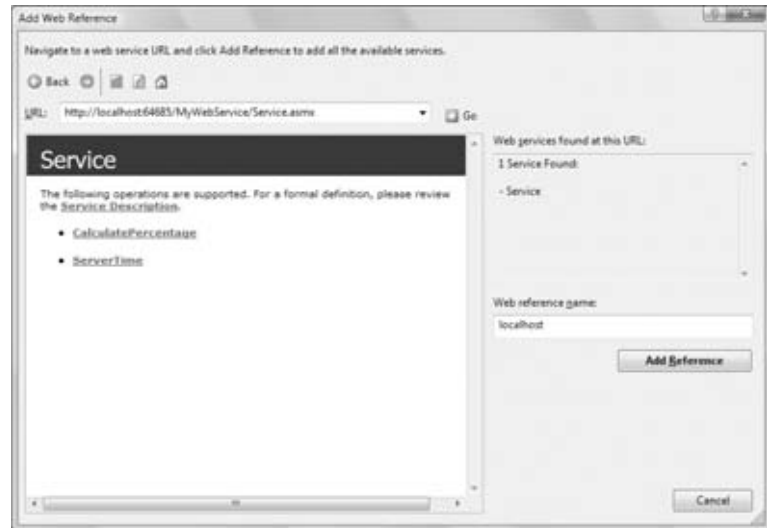 Add Web Reference
Navigate to a web service URL and click Add Reference to add all the available services.
Back
URL: http://localhost:64685/MyWebService/Service.asmx
Go
Service
The following operations are supported. For a formal definition, please review
the Service Description.
• CalculatePercentage
• ServerTime
Web services found at this URL:
1 Service Found:
- Service
Web reference name:
localhost
Add Reference
Cancel